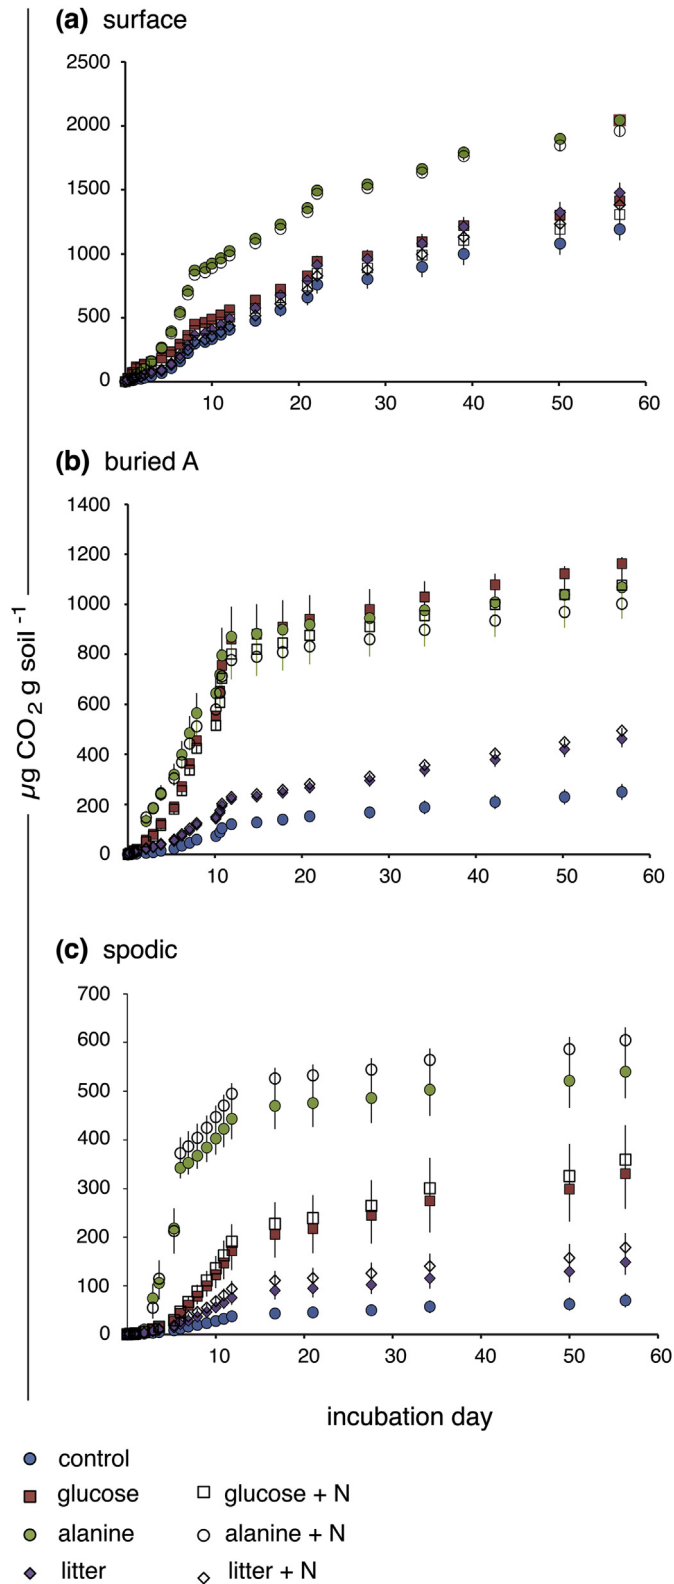 (a) surface
2500
2000
1500
1000
500
0
10 20 30 40 50 60
(b) buried A
1400
1200
1000
800
600
400
200
0
10 20 30 40 50 60
µg CO2 g soil -1
(c) spodic
700
600
500
400
300
200
100
0
10 20 30 40 50 60
incubation day
control
glucose glucose + N
alanine alanine + N
litter litter + N